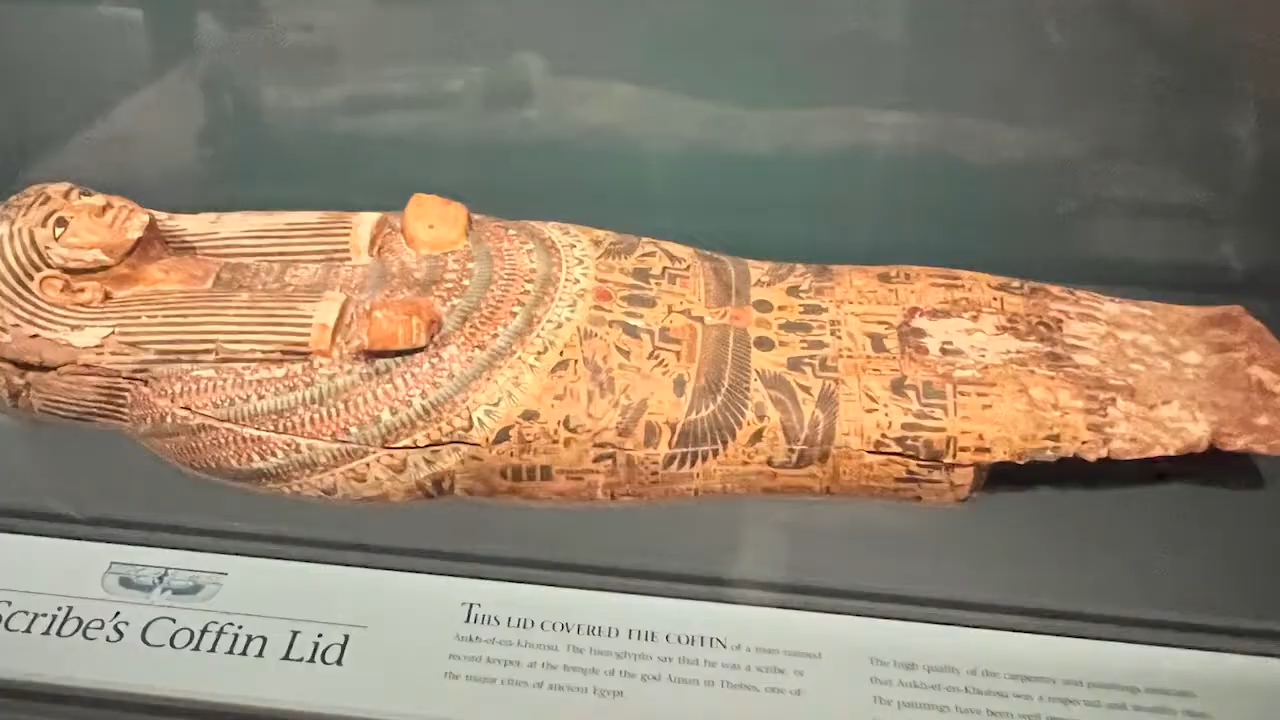 Scribe's Coffin Lid
THIS LID COVERED THE COFFIN of a man named
Ankh-ef-en-Khonsu. The hieroglyphs say that he was a scribe, or
record keeper, at the temple of the god Amun in Thebes, one of
the major cities of ancient Egypt.
The high quality of the carpentry and paintings indicates
that Ankh-ef-en-Khonsu was a respected and wealthy
The paintings have been well